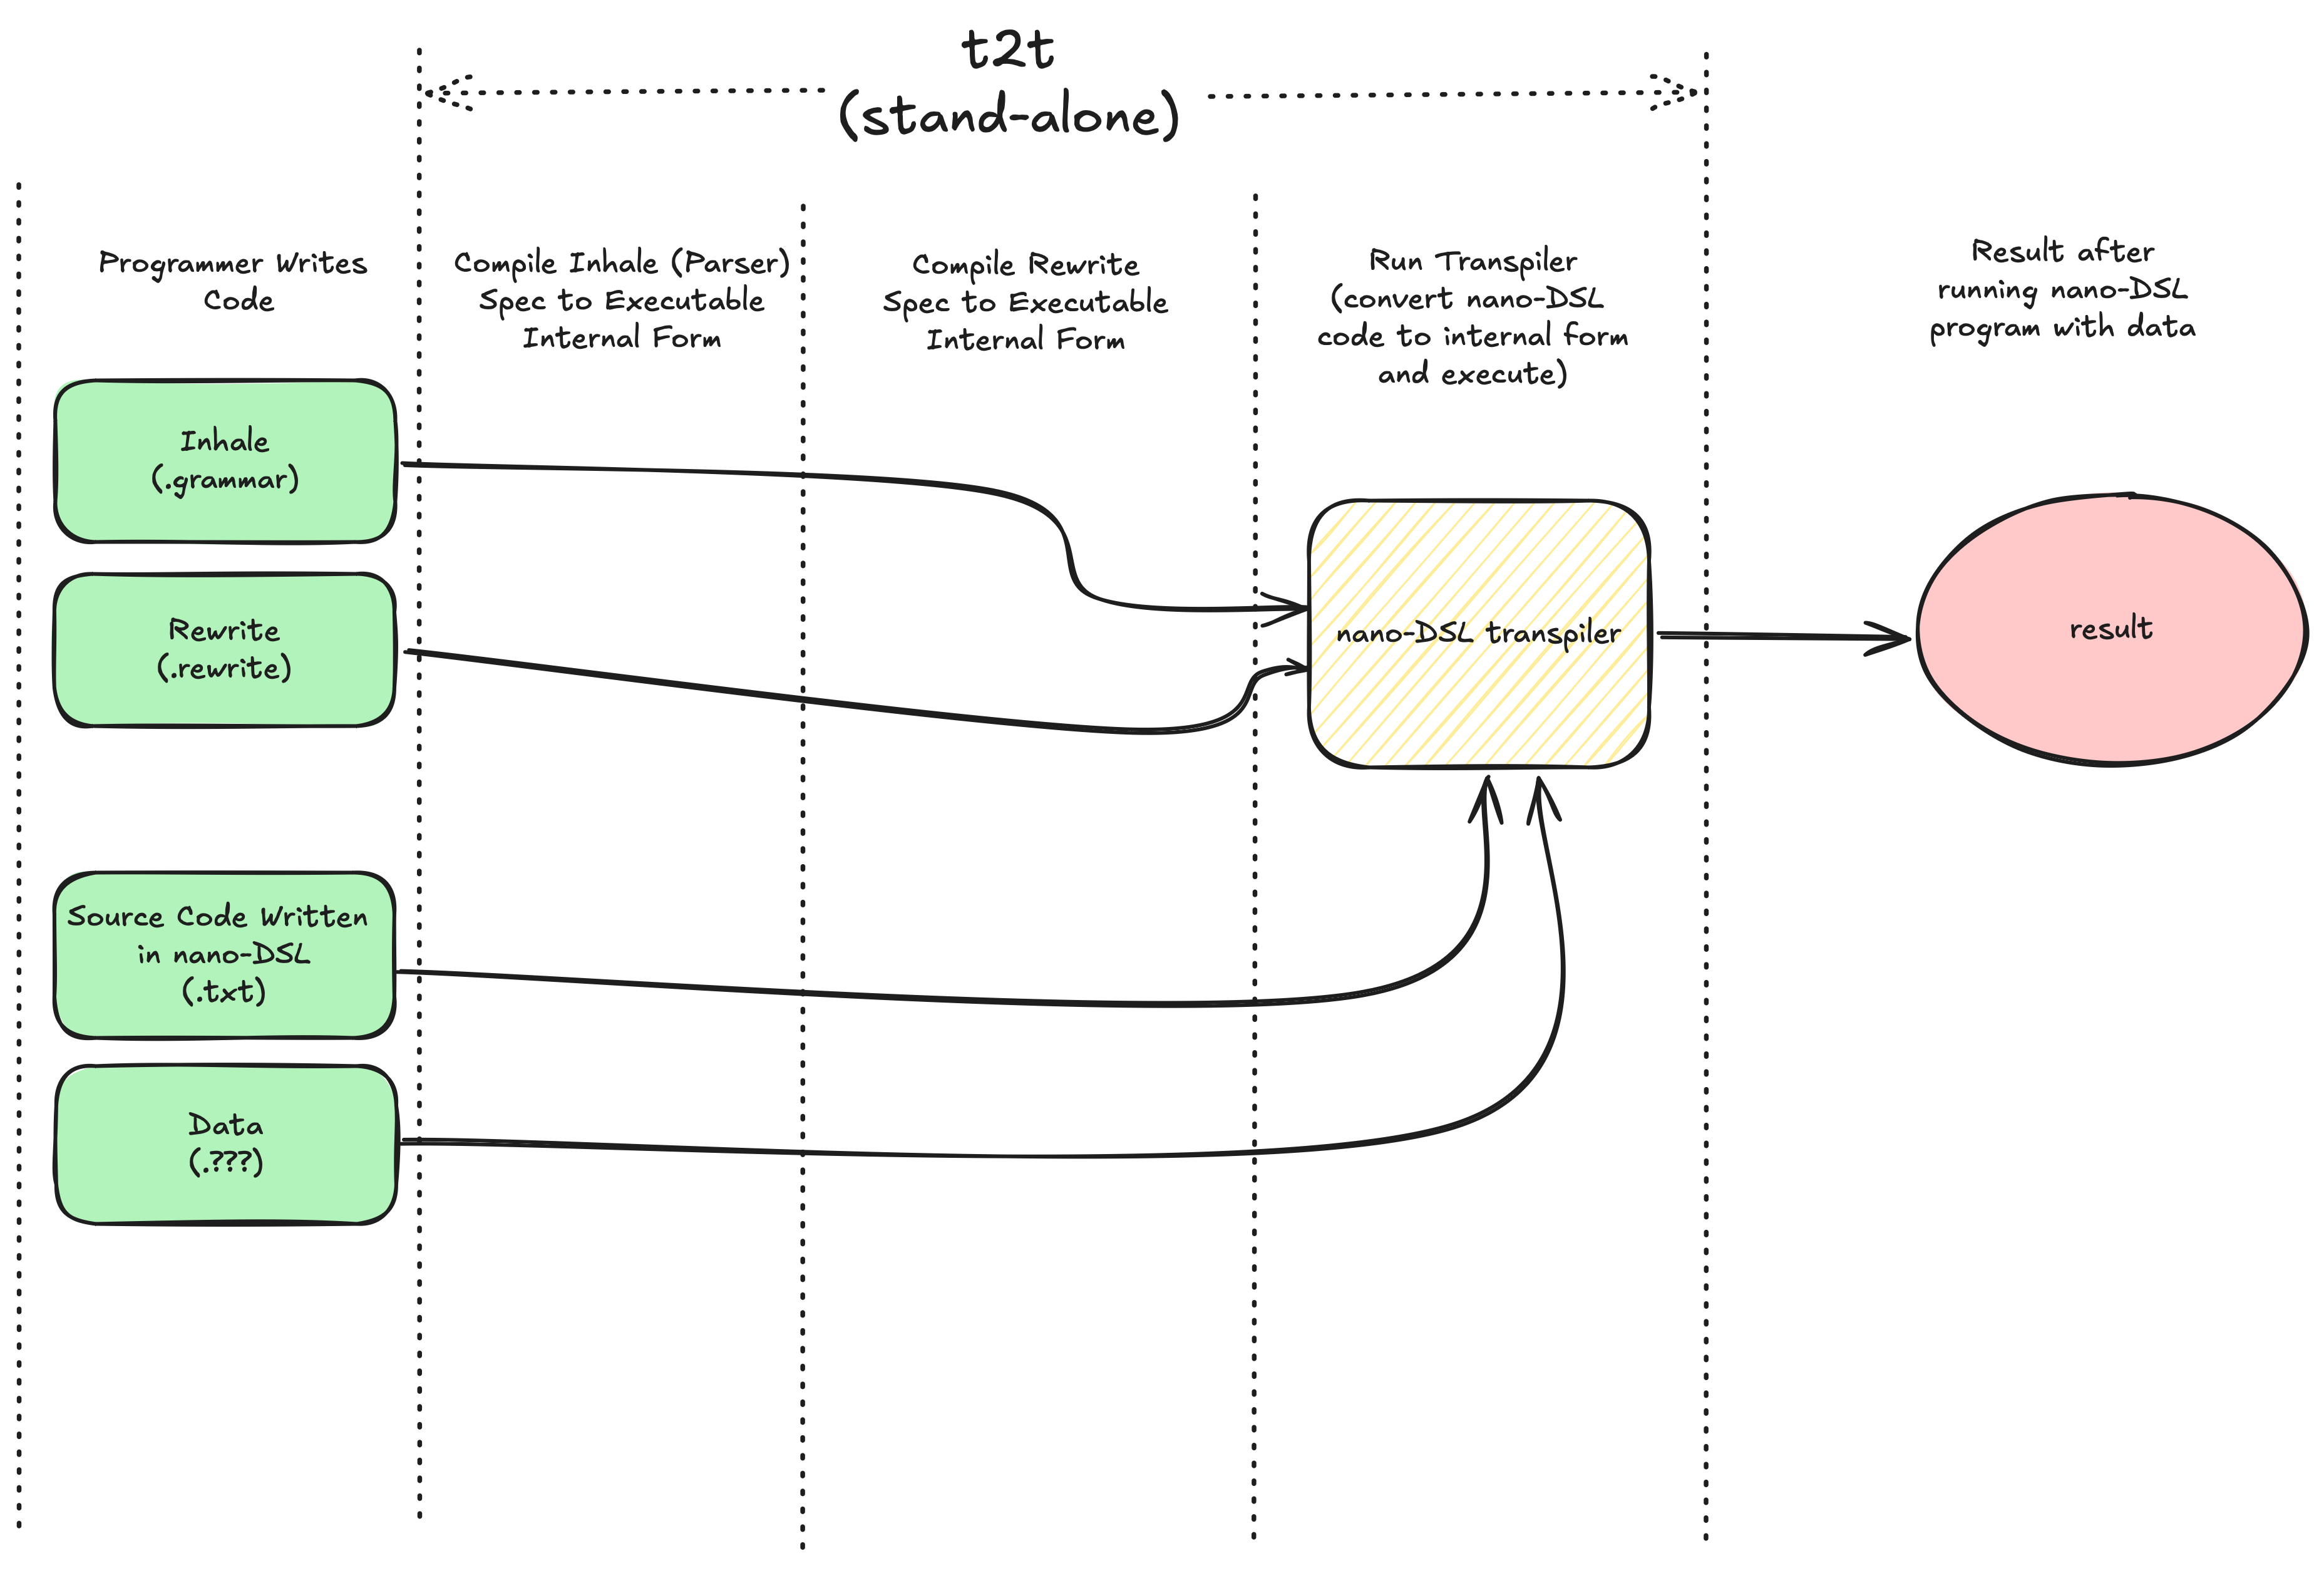 t2t
(stand-alone)
Programmer Writes
Code
Compile Inhale (Parser)
Spec to Executable
Internal Form
Compile Rewrite
Spec to Executable
Internal Form
Run Transpiler
(convert nano-DSL
code to internal form
and execute)
Result after
running nano-DSL
program with data
Inhale
(.grammar)
Rewrite
(.rewrite)
nano-DSL transpiler
result
Source Code Written
in nano-DSL
(.txt)
Data
(.???)